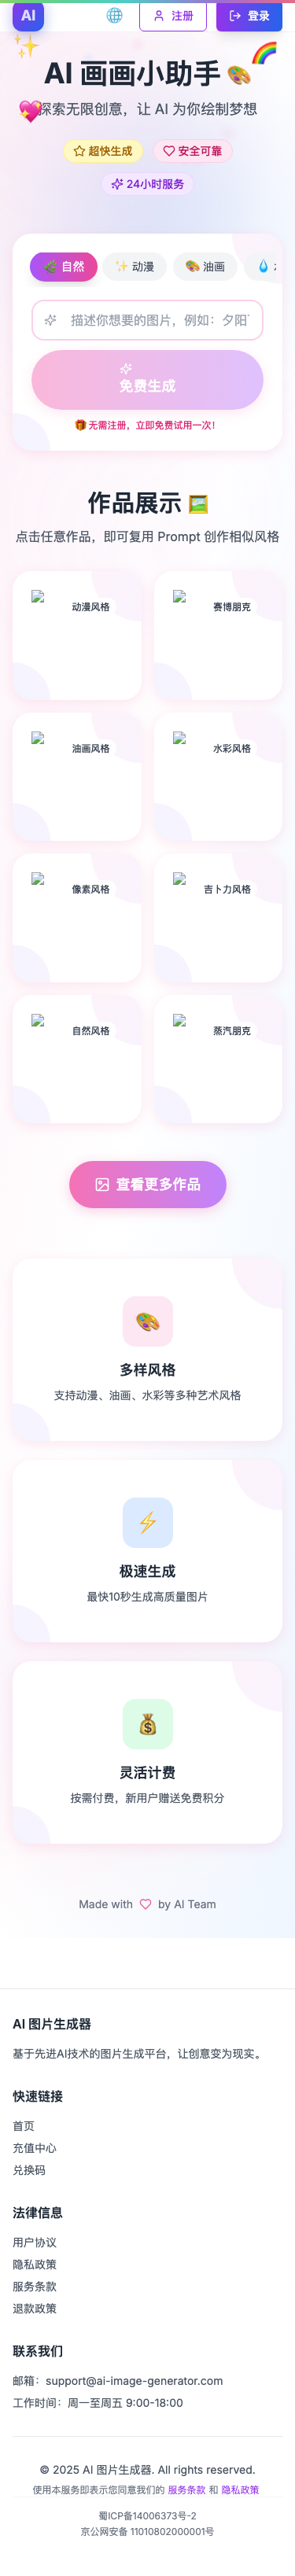 AI
🌐
注册
登录
AI 画画小助手 🎨
探索无限创意，让 AI 为你绘制梦想
超快生成
安全可靠
24小时服务
🌿 自然
✨ 动漫
🎨 油画
💧
描述你想要的图片，例如：夕阳
免费生成
🎁 无需注册，立即免费试用一次！
作品展示 🖼️
点击任意作品，即可复用 Prompt 创作相似风格
动漫风格
赛博朋克
油画风格
水彩风格
像素风格
吉卜力风格
自然风格
蒸汽朋克
查看更多作品
🎨
多样风格
支持动漫、油画、水彩等多种艺术风格
⚡
极速生成
最快10秒生成高质量图片
💰
灵活计费
按需付费，新用户赠送免费积分
Made with ♡ by AI Team
AI 图片生成器
基于先进AI技术的图片生成平台，让创意变为现实。
快速链接
首页
充值中心
兑换码
法律信息
用户协议
隐私政策
服务条款
退款政策
联系我们
邮箱：support@ai-image-generator.com
工作时间：周一至周五 9:00-18:00
© 2025 AI 图片生成器. All rights reserved.
使用本服务即表示您同意我们的 服务条款 和 隐私政策
蜀ICP备14006373号-2
京公网安备 11010802000001号